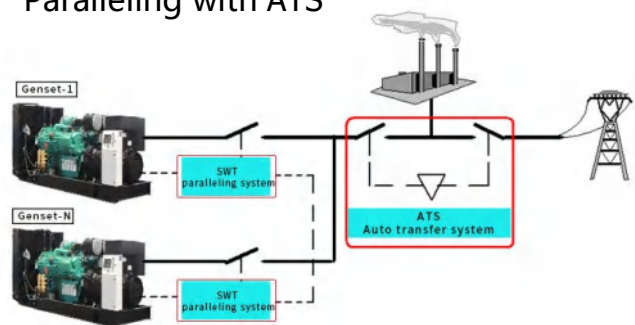 Paralleling with ATS
Genset-1
SWT
paralleling system
ATS
Auto transfer system
Genset-N
SWT
paralleling system